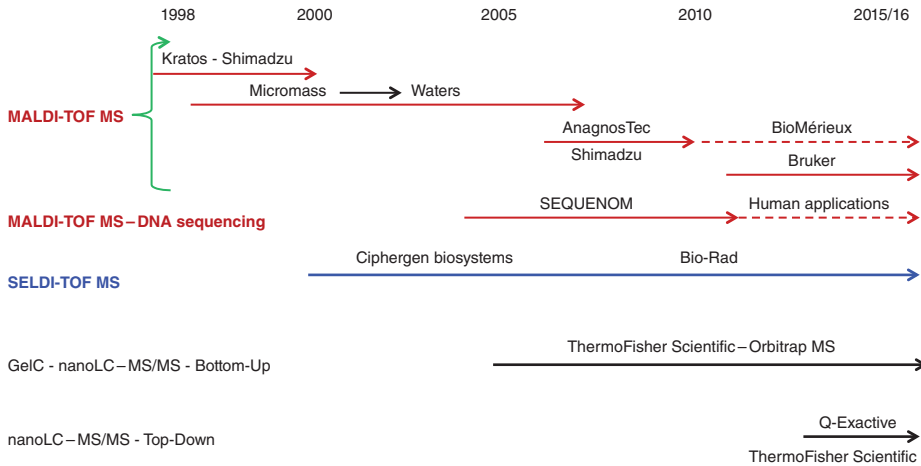 1998 2000 2005 2010 2015/16
Kratos - Shimadzu
Micromass Waters
MALDI-TOF MS
AnagnosTec BioMérieux
Shimadzu
Bruker
SEQUENOM Human applications
MALDI-TOF MS – DNA sequencing
Ciphergen biosystems Bio-Rad
SELDI-TOF MS
ThermoFisher Scientific – Orbitrap MS
GelC - nanoLC – MS/MS - Bottom-Up
Q-Exactive
nanoLC – MS/MS - Top-Down
ThermoFisher Scientific